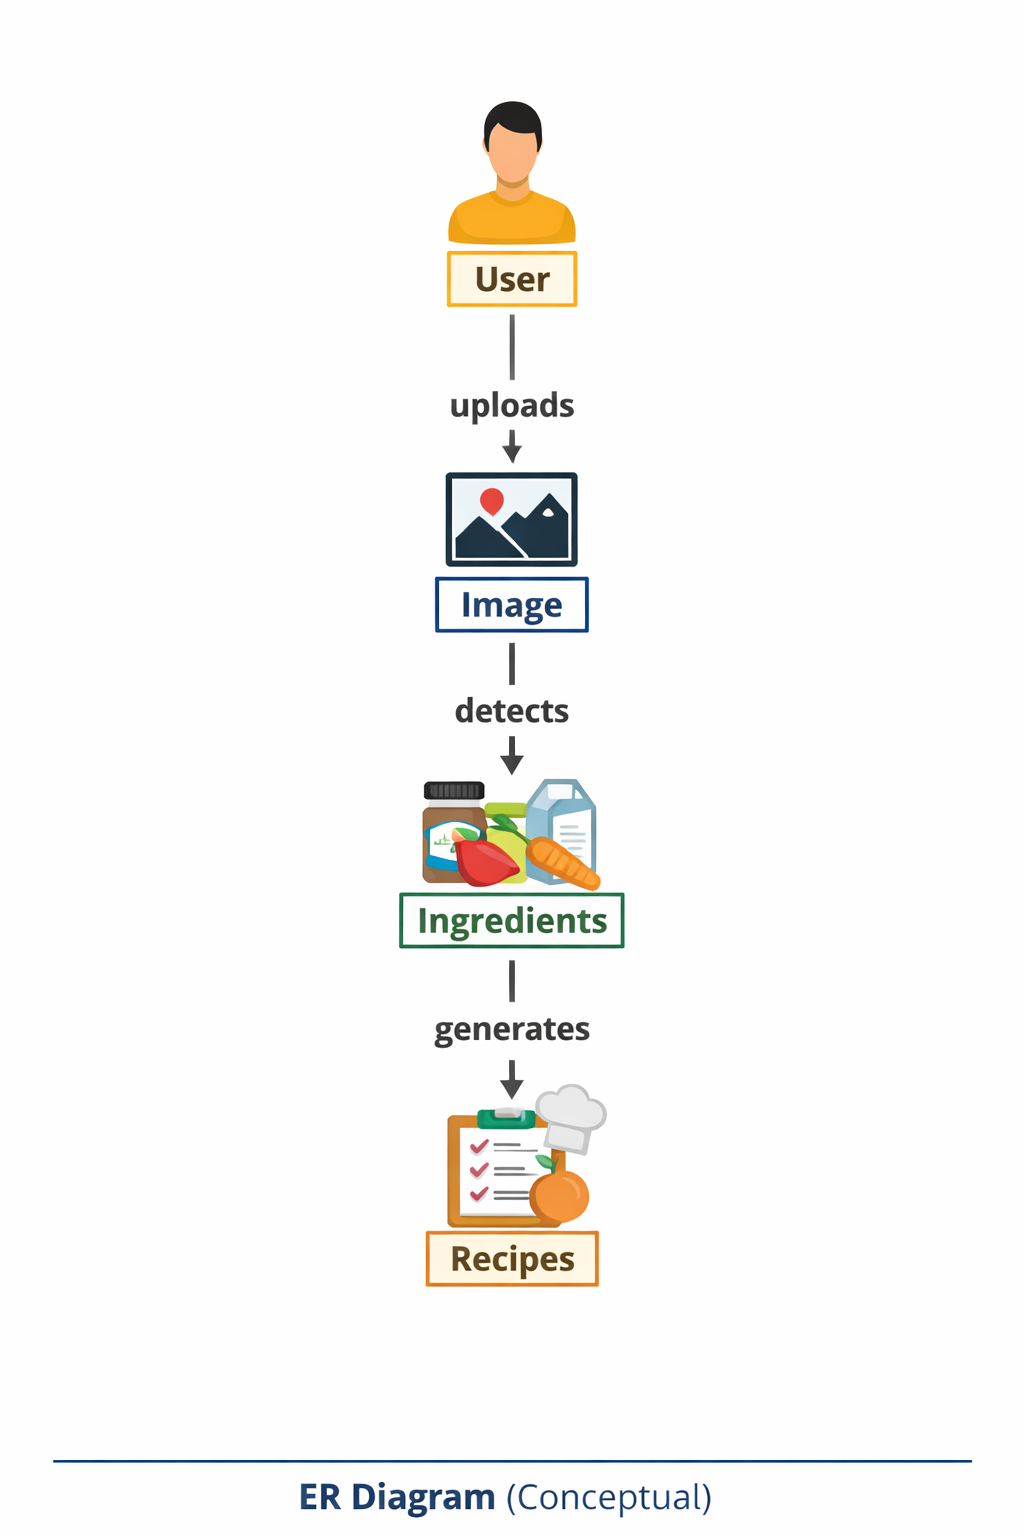 User
uploads
Image
detects
Ingredients
generates
Recipes
ER Diagram (Conceptual)